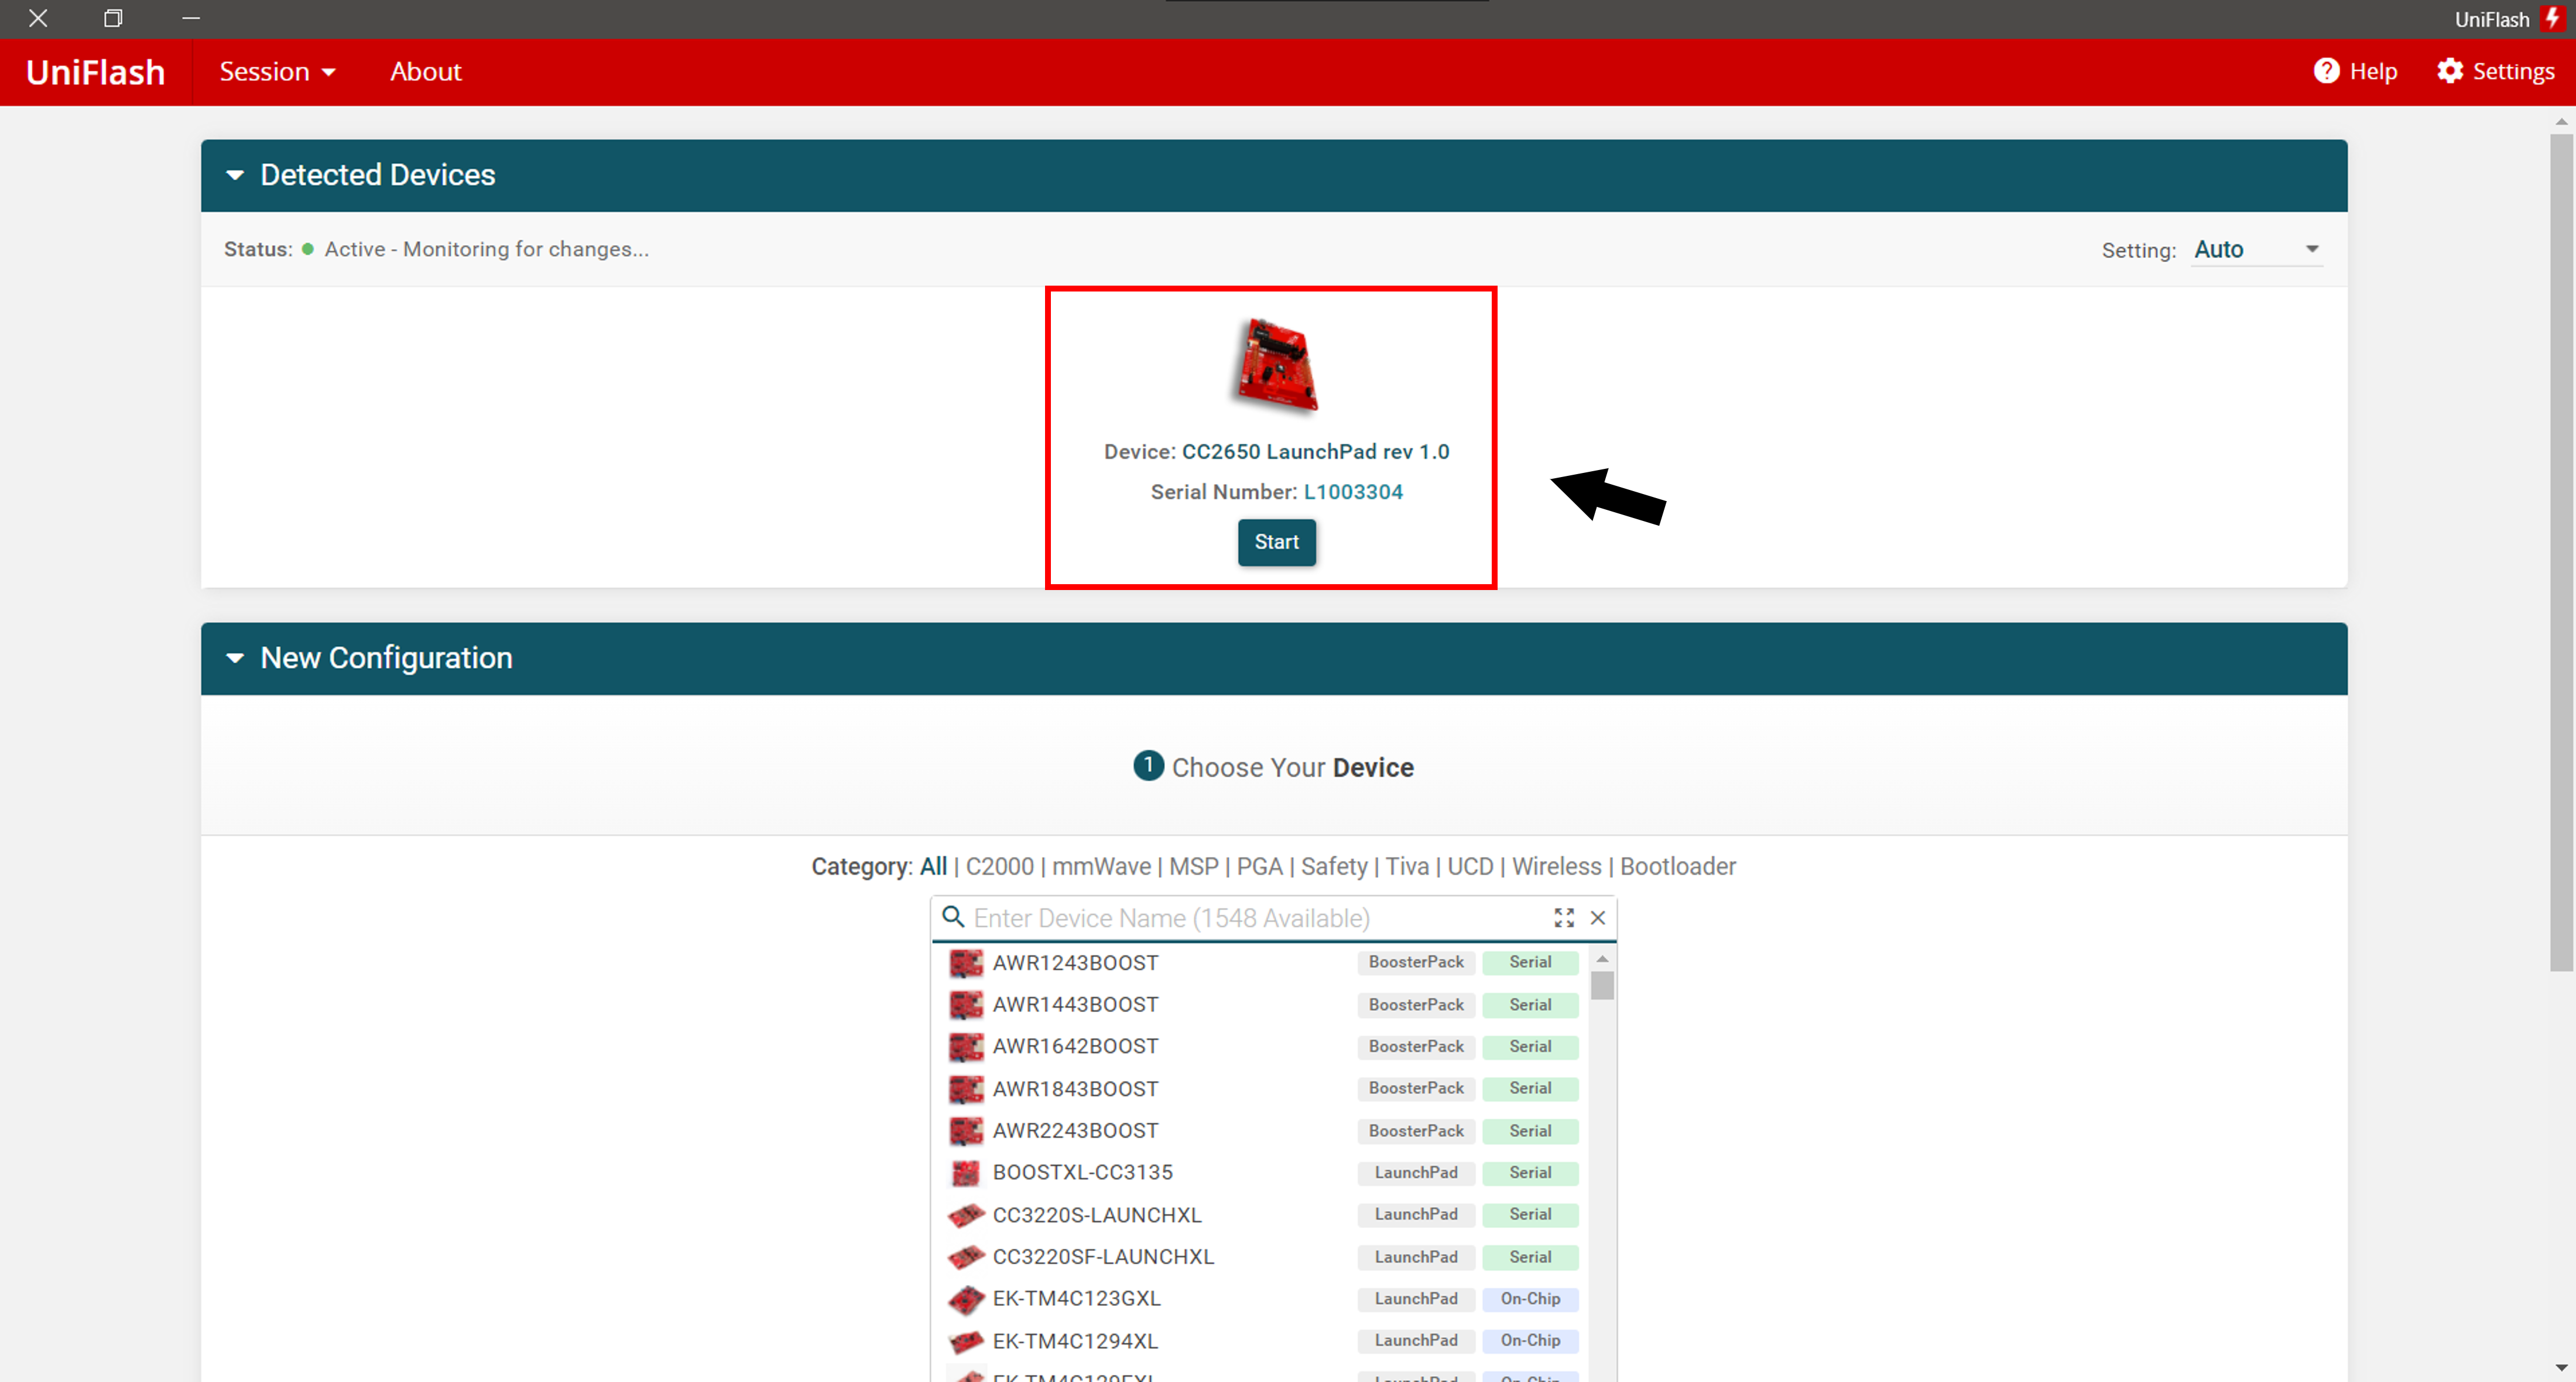 UniFlash
UniFlash Session About Help Settings
Detected Devices
Status: Active - Monitoring for changes... Setting: Auto
Device: CC2650 LaunchPad rev 1.0
Serial Number: L1003304
Start
New Configuration
1 Choose Your Device
Category: All | C2000 | mmWave | MSP | PGA | Safety | Tiva | UCD | Wireless | Bootloader
Enter Device Name (1548 Available)
AWR1243BOOST BoosterPack Serial
AWR1443BOOST BoosterPack Serial
AWR1642BOOST BoosterPack Serial
AWR1843BOOST BoosterPack Serial
AWR2243BOOST BoosterPack Serial
BOOSTXL-CC3135 LaunchPad Serial
CC3220S-LAUNCHXL LaunchPad Serial
CC3220SF-LAUNCHXL LaunchPad Serial
EK-TM4C123GXL LaunchPad On-Chip
EK-TM4C1294XL LaunchPad On-Chip